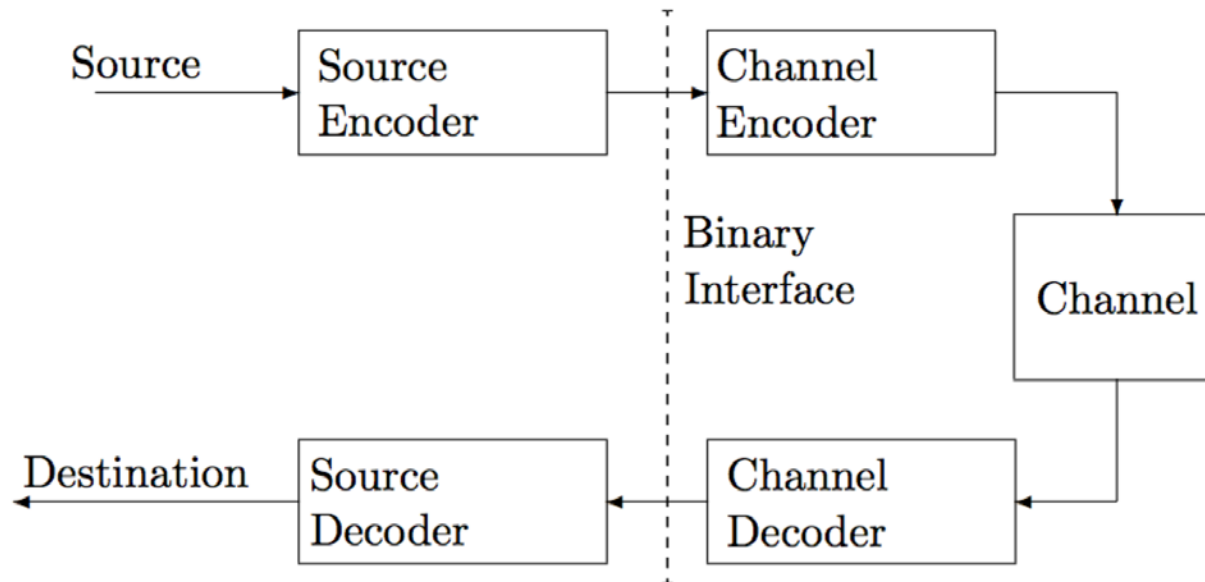 Source
Source
Encoder
Channel
Encoder
Binary
Interface
Channel
Destination
Source
Decoder
Channel
Decoder